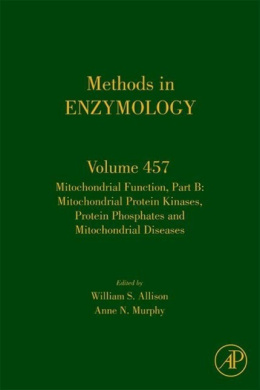 Methods in
ENZYMOLOGY
Volume 457
Mitochondrial Function, Part B:
Mitochondrial Protein Kinases,
Protein Phosphates and
Mitochondrial Diseases
Edited by
William S. Allison
Anne N. Murphy
AP